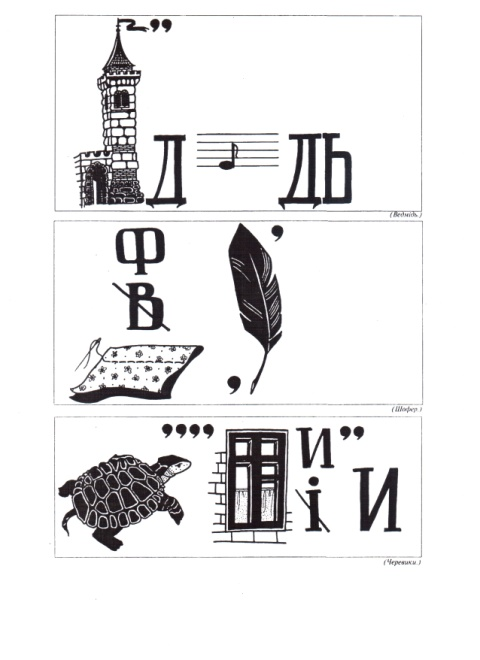 ,,
Д ДЬ
(Ведмідь.)
Ф
В
,
,
(Шофер.)
,,,,
И ,,
і И
(Черевики.)